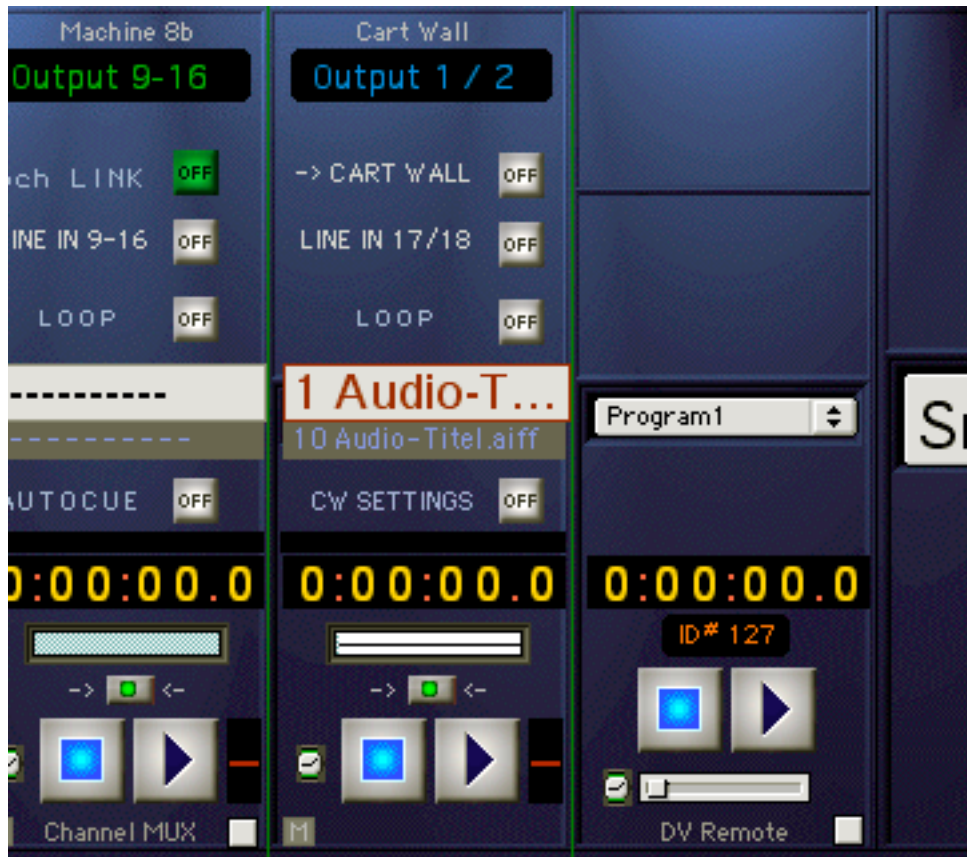 Machine 8b
Output 9-16
ch LINK
OFF
INE IN 9-16
OFF
LOOP
OFF
----------
-----------
AUTOCUE
OFF
0:00:00.0
-> <-
Channel MUX
Cart Wall
Output 1 / 2
-> CART WALL
OFF
LINE IN 17/18
OFF
LOOP
OFF
1 Audio-T...
10 Audio-Titel.aiff
CW SETTINGS
OFF
0:00:00.0
-> <-
M
Program1
0:00:00.0
ID# 127
DV Remote